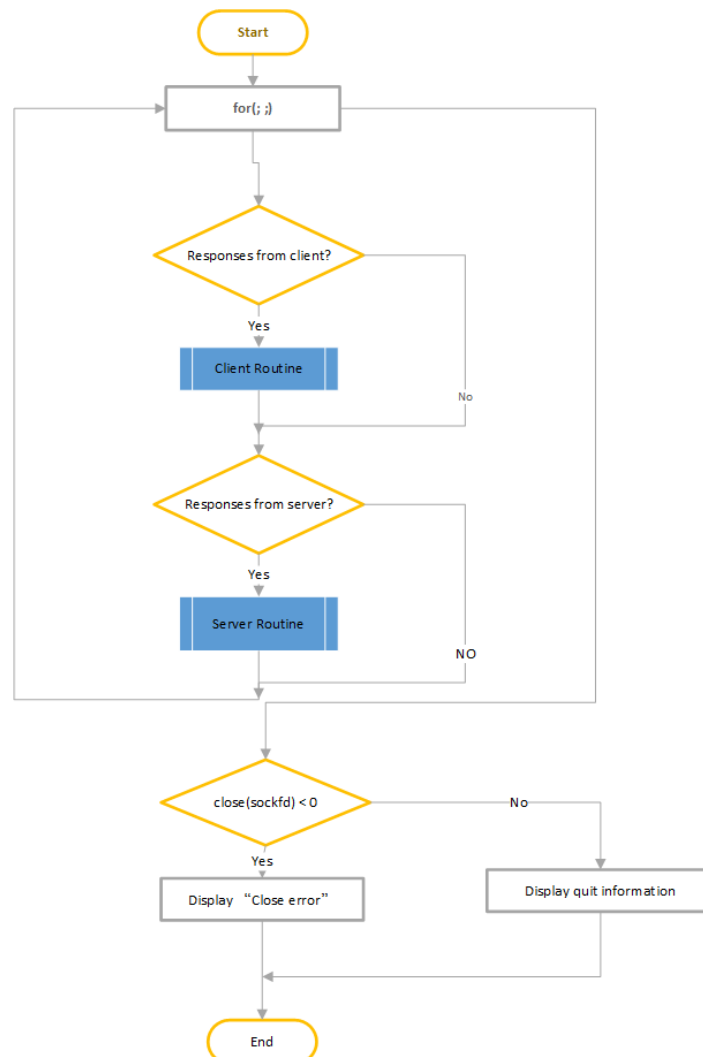 Start
for(; ;)
Responses from client?
Yes
Client Routine
No
Responses from server?
Yes
Server Routine
NO
close(sockfd) < 0
No
Yes
Display “Close error”
Display quit information
End